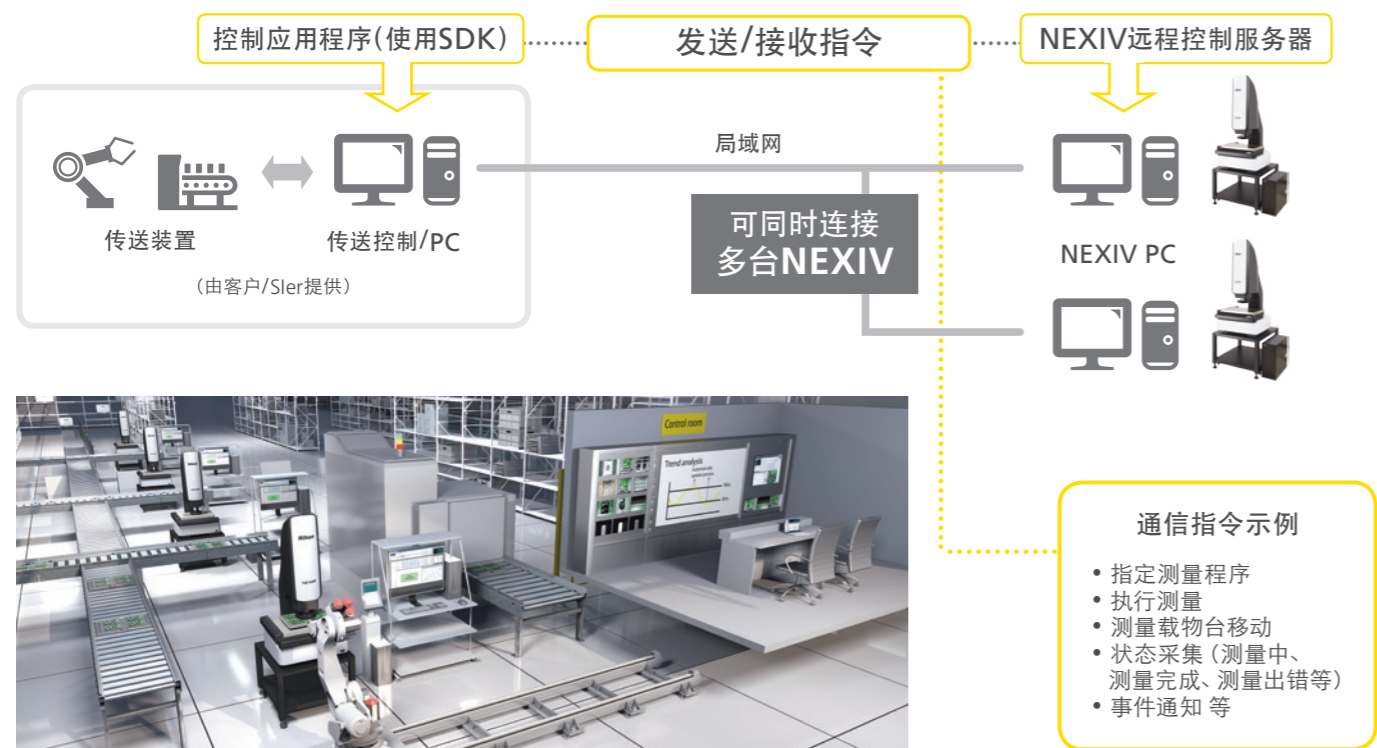 控制应用程序(使用SDK)
发送/接收指令
NEXIV远程控制服务器
局域网
可同时连接
多台NEXIV
传送装置
传送控制/PC
(由客户/SIer提供)
NEXIV PC
Control room
Trend analysis
Nikon
通信指令示例
• 指定测量程序
• 执行测量
• 测量载物台移动
• 状态采集(测量中、
测量完成、测量出错等)
• 事件通知 等